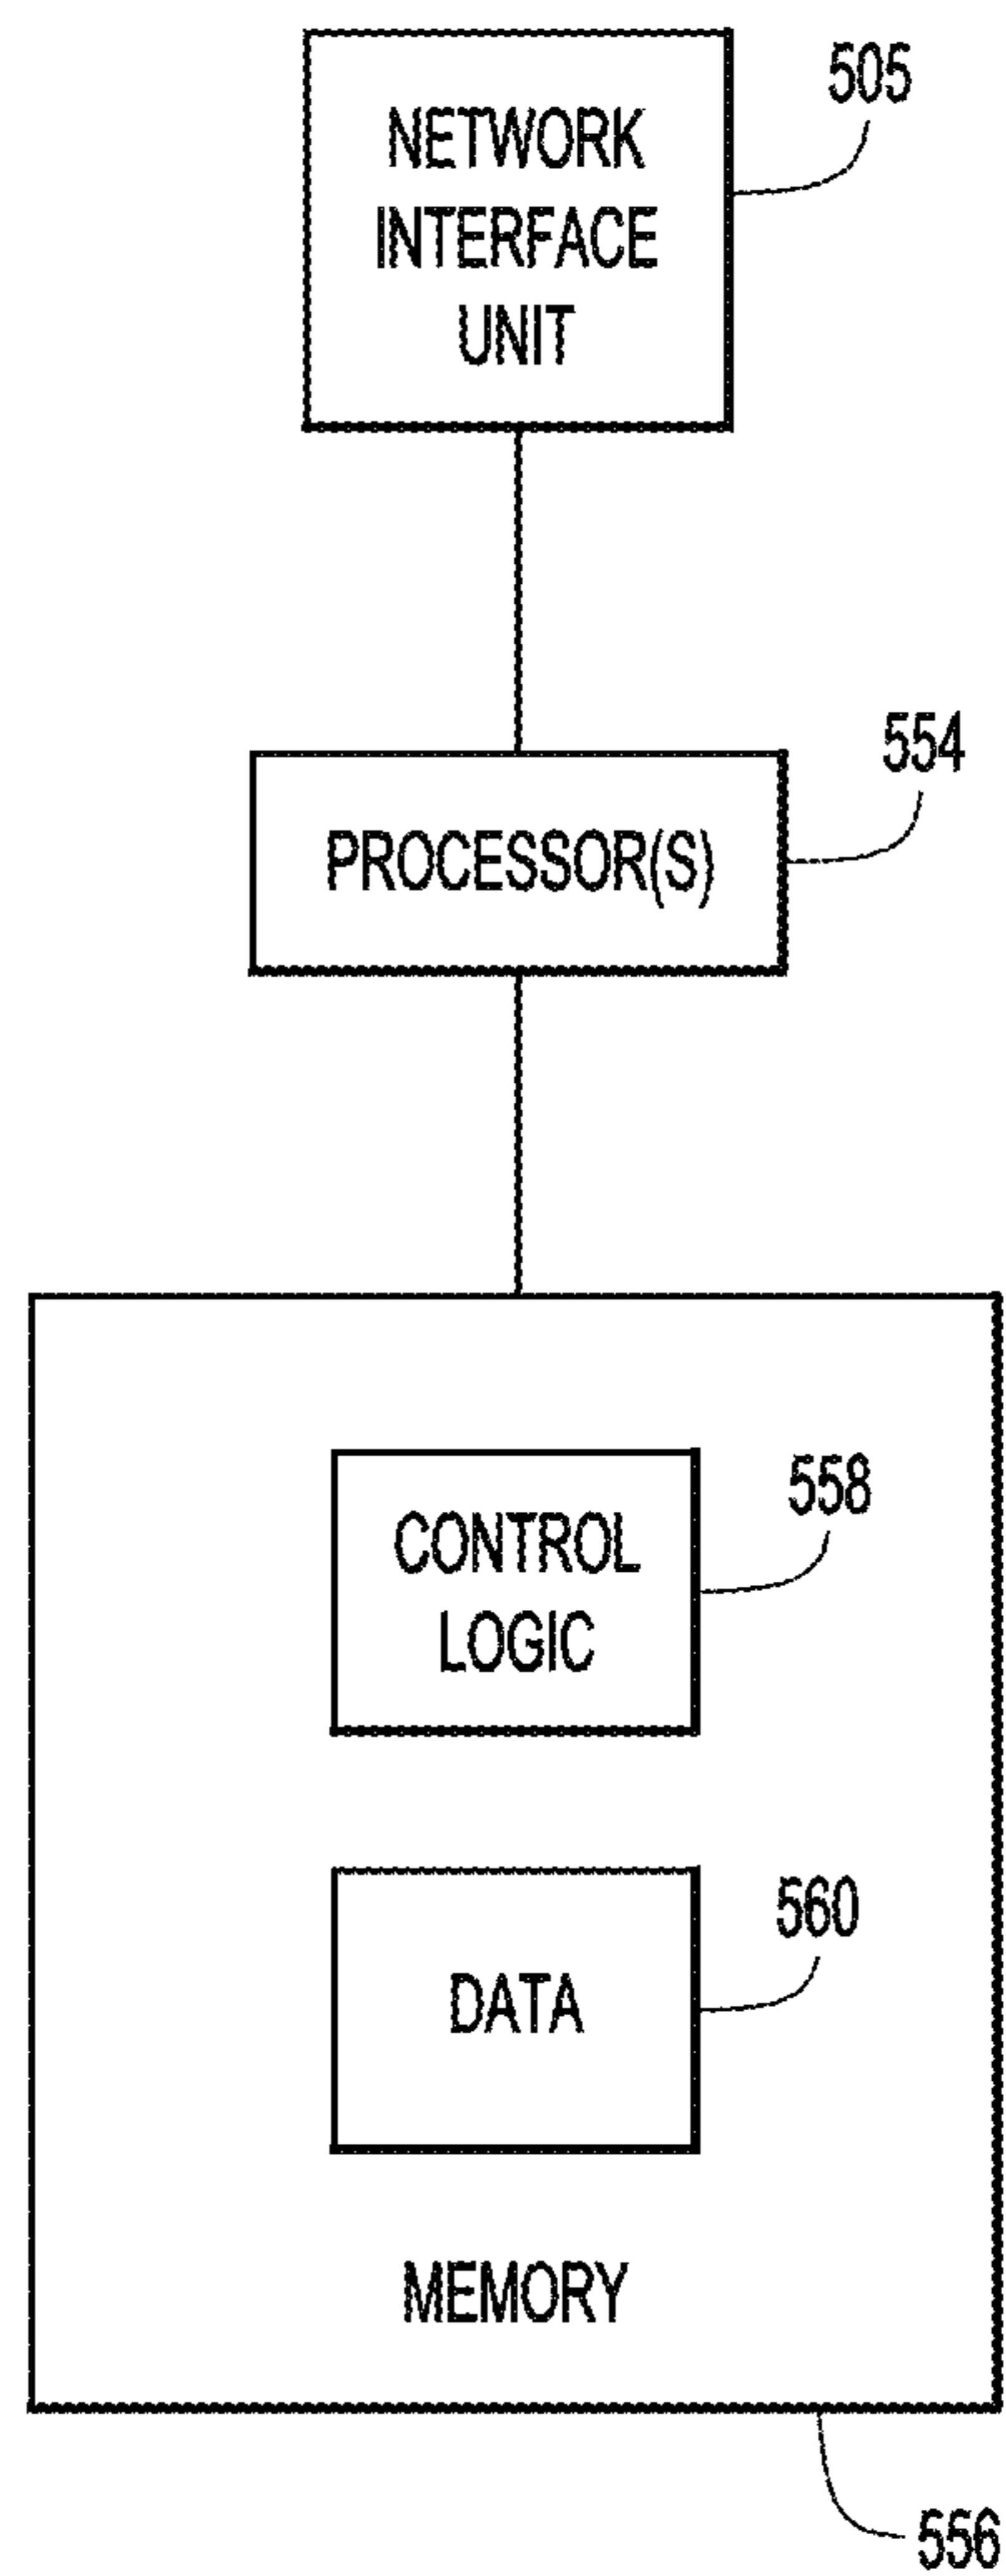 505
NETWORK
INTERFACE
UNIT
554
PROCESSOR(S)
558
CONTROL
LOGIC
560
DATA
MEMORY
556